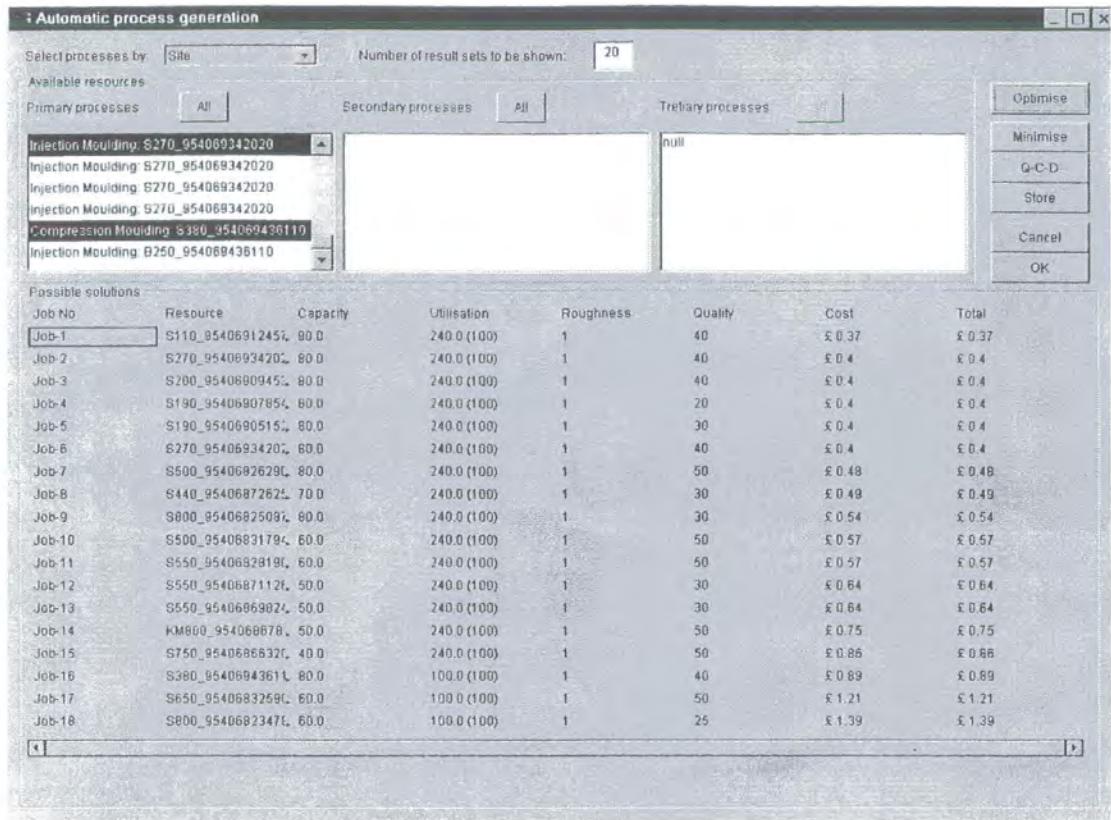 Automatic process generation
Select processes by: Site Number of result sets to be shown: 20
Available resources
Primary processes All Secondary processes All Tretiary processes
Injection Moulding: S270_954069342020
Injection Moulding: S270_954069342020
Injection Moulding: S270_954069342020
Injection Moulding: S270_954069342020
Compression Moulding: S380_954069436110
Injection Moulding: B250_954069436110
null
Optimise
Minimise
Q-C-D
Store
Cancel
OK
Possible solutions
Job No Resource Capacity Utilisation Roughness Quality Cost Total
Job-1 80.0 240.0 (100) 1 40 £ 0.37 £ 0.37
Job-2 80.0 240.0 (100) 1 40 £ 0.4 £ 0.4
Job-3 80.0 240.0 (100) 1 40 £ 0.4 £ 0.4
Job-4 240.0 (100) 1 20 £ 0.4 £ 0.4
Job-5 80.0 240.0 (100) 1 30 £ 0.4 £ 0.4
Job-6 240.0 (100) 1 40 £ 0.4 £ 0.4
Job-7 80.0 240.0 (100) 1 50 £ 0.48 £ 0.48
Job-8 70.0 240.0 (100) 1 30 £ 0.49 £ 0.49
Job-9 240.0 (100) 1 30 £ 0.54 £ 0.54
Job-10 60.0 240.0 (100) 1 50 £ 0.57 £ 0.57
Job-11 60.0 240.0 (100) 1 50 £ 0.57 £ 0.57
Job-12 50.0 240.0 (100) 1 30 £ 0.64 £ 0.64
Job-13 50.0 240.0 (100) 1 30 £ 0.64 £ 0.64
Job-14 50.0 240.0 (100) 1 50 £ 0.75 £ 0.75
Job-15 40.0 240.0 (100) 1 50 £ 0.86 £ 0.86
Job-16 80.0 100.0 (100) 1 40 £ 0.89 £ 0.89
Job-17 60.0 100.0 (100) 1 50 £ 1.21 £ 1.21
Job-18 60.0 100.0 (100) 1 25 £ 1.39 £ 1.39